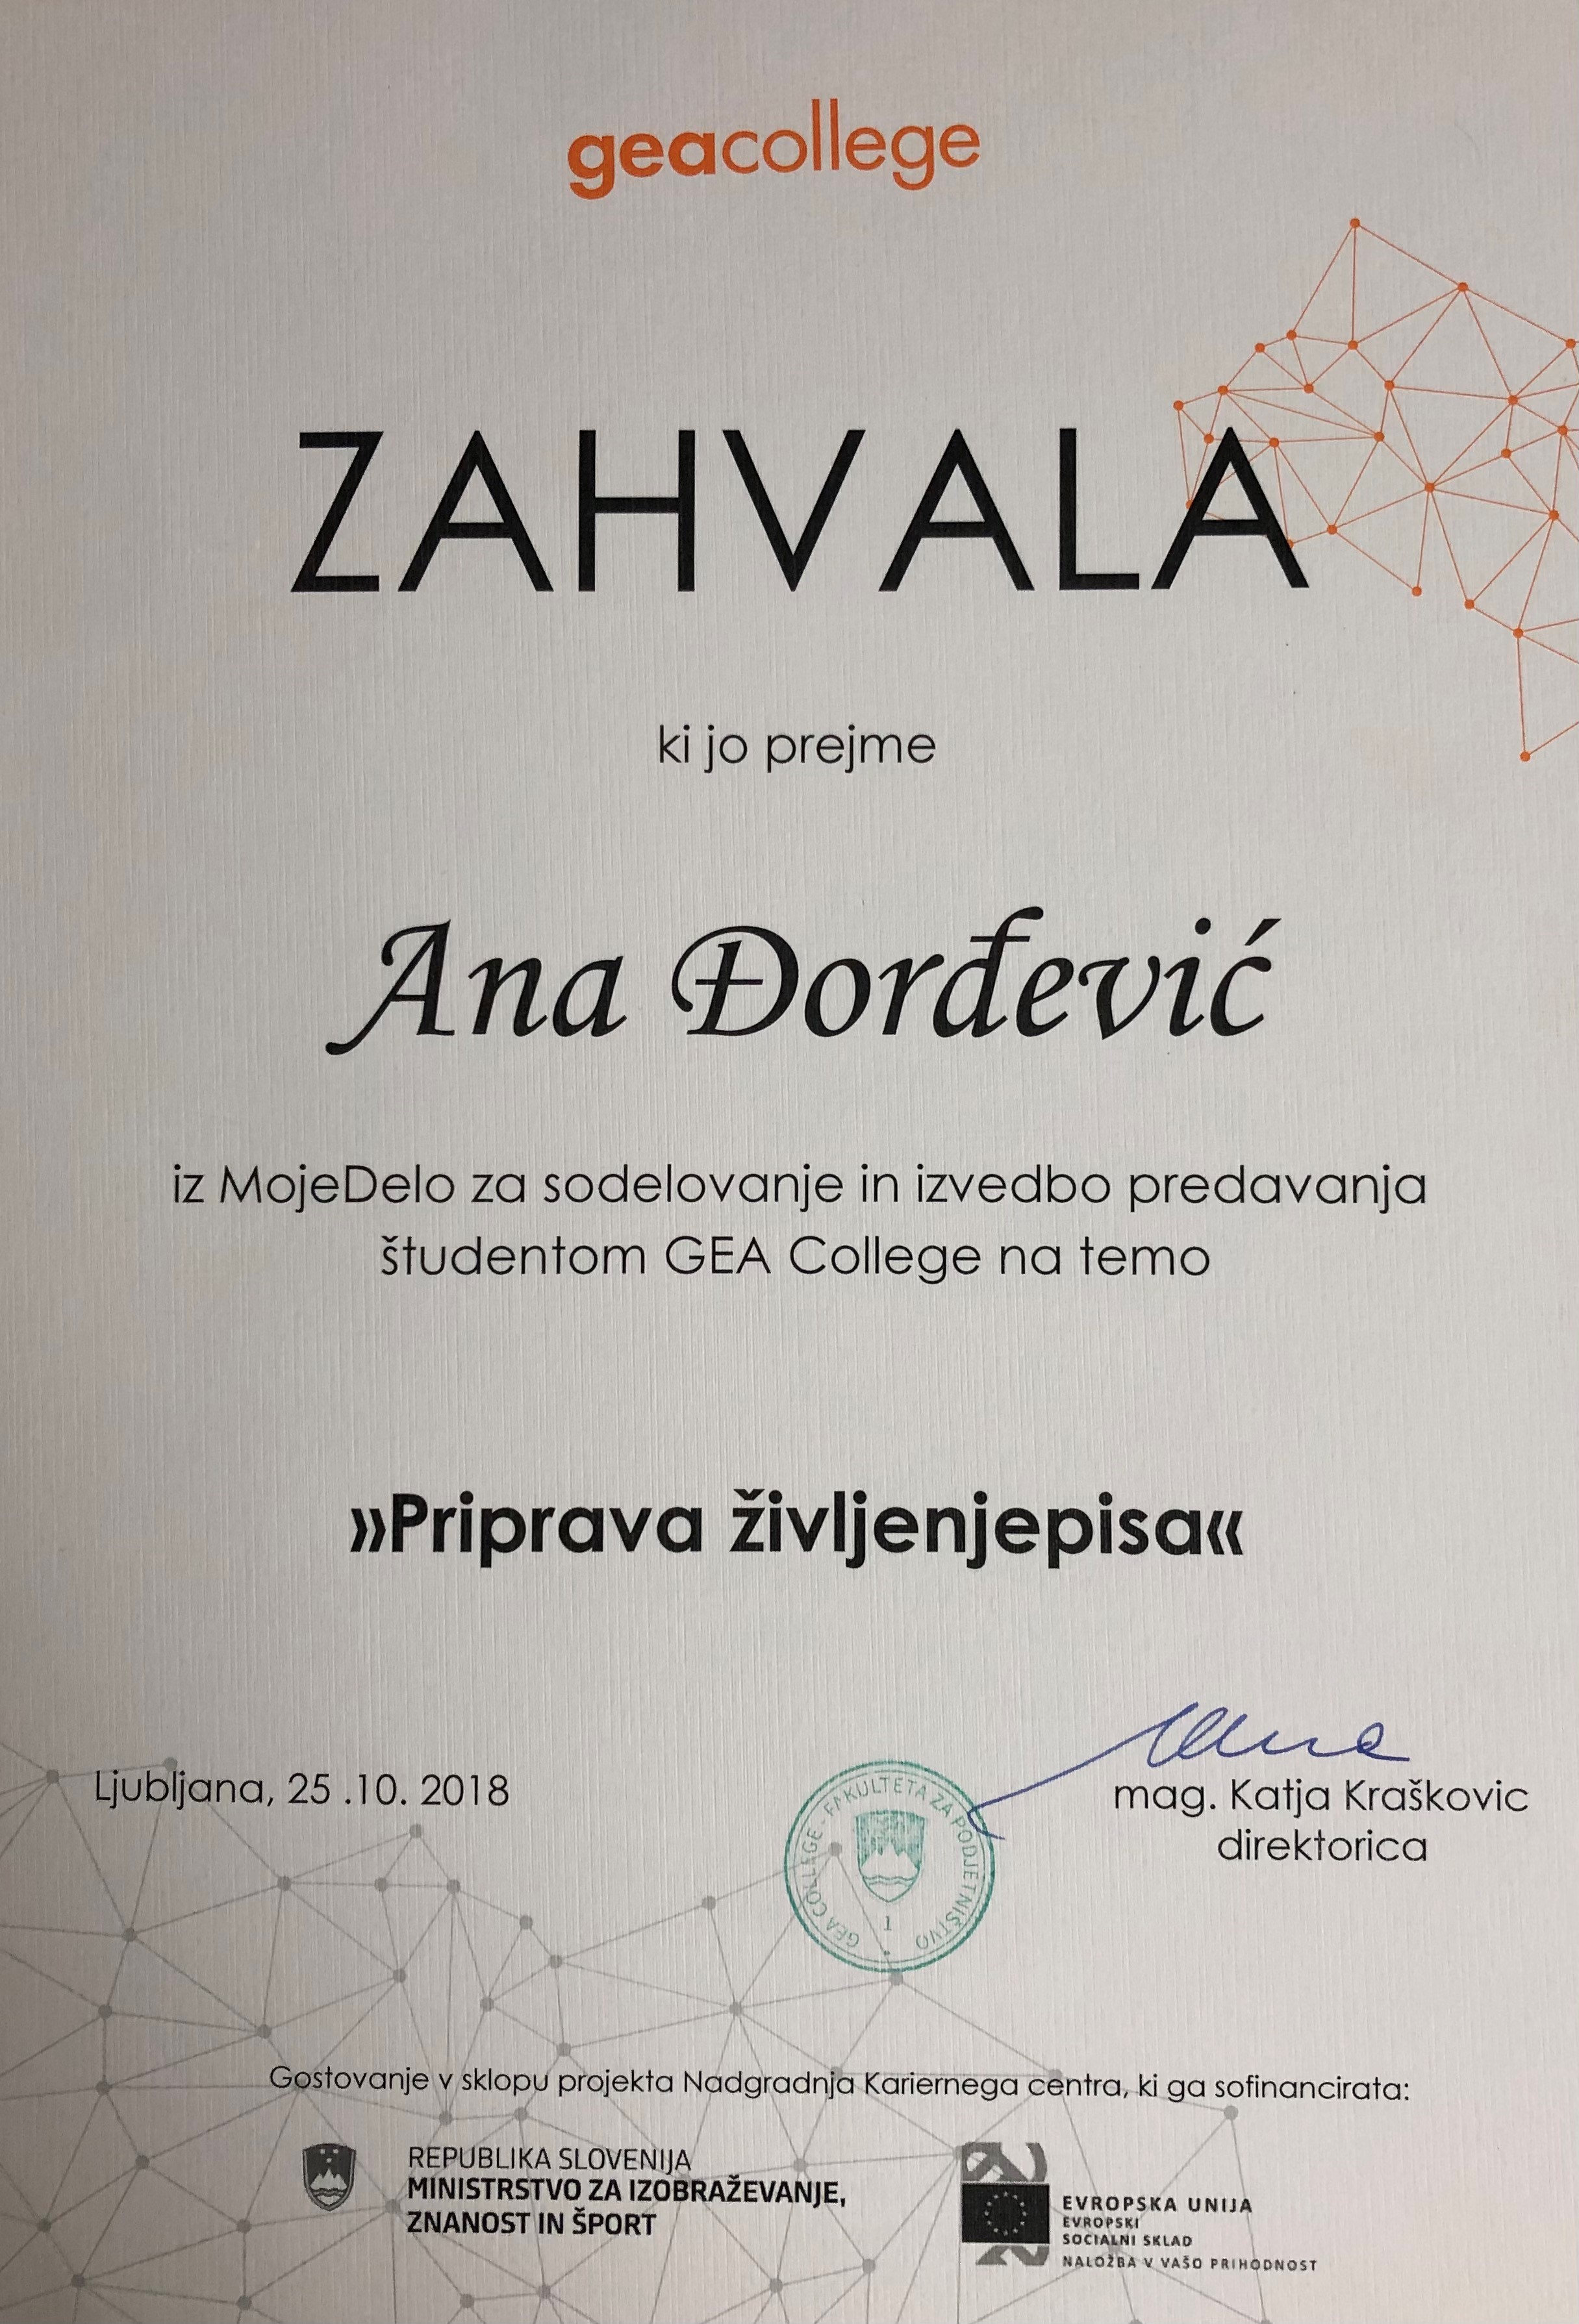 geacollege
ZAHVALA
ki jo prejme
Ana Đorđević
iz MojeDelo za sodelovanje in izvedbo predavanja
študentom GEA College na temo
»Priprava življenjepisa«
Ljubljana, 25 .10. 2018
GEA COLLEGE - FAKULTETA ZA PODJETNIŠTVO
1
mag. Katja Kraškovic
direktorica
Gostovanje v sklopu projekta Nadgradnja Kariernega centra, ki ga sofinancirata:
REPUBLIKA SLOVENIJA
MINISTRSTVO ZA IZOBRAŽEVANJE,
ZNANOST IN ŠPORT
EVROPSKA UNIJA
EVROPSKI
SOCIALNI SKLAD
NALOŽBA V VAŠO PRIHODNOST